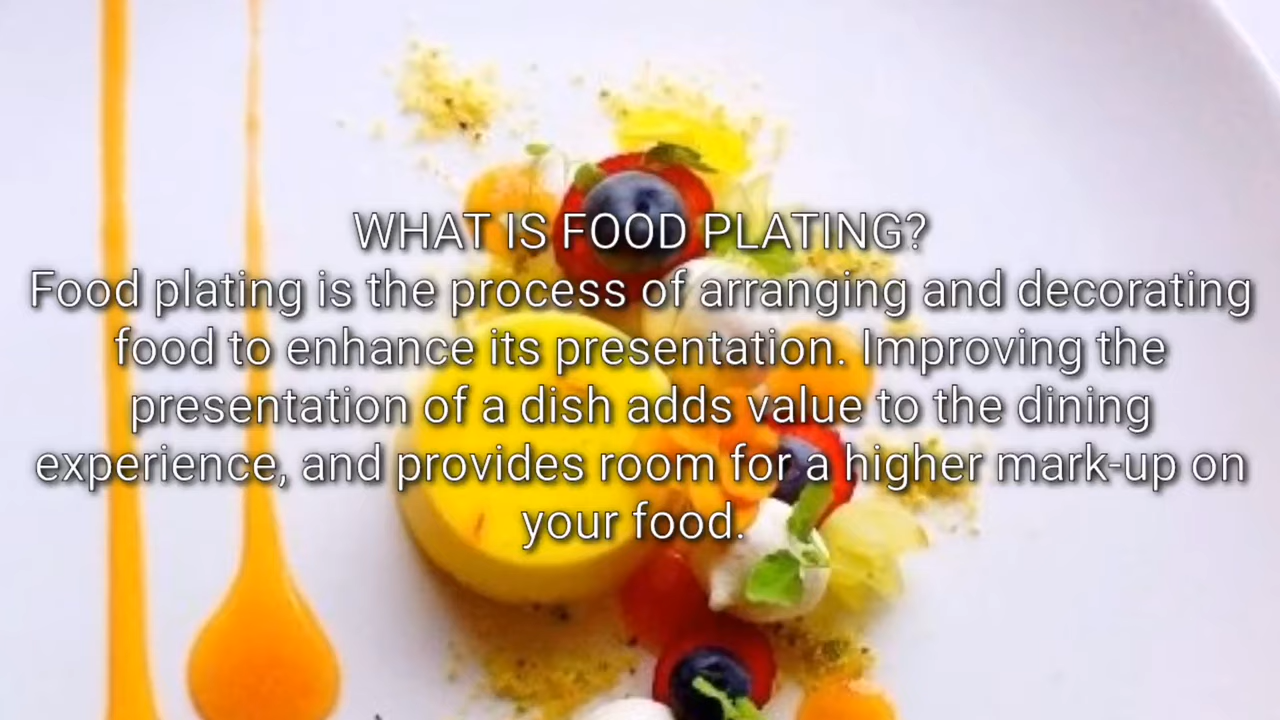 WHAT IS FOOD PLATING?
Food plating is the process of arranging and decorating
food to enhance its presentation. Improving the
presentation of a dish adds value to the dining
experience, and provides room for a higher mark-up on
your food.